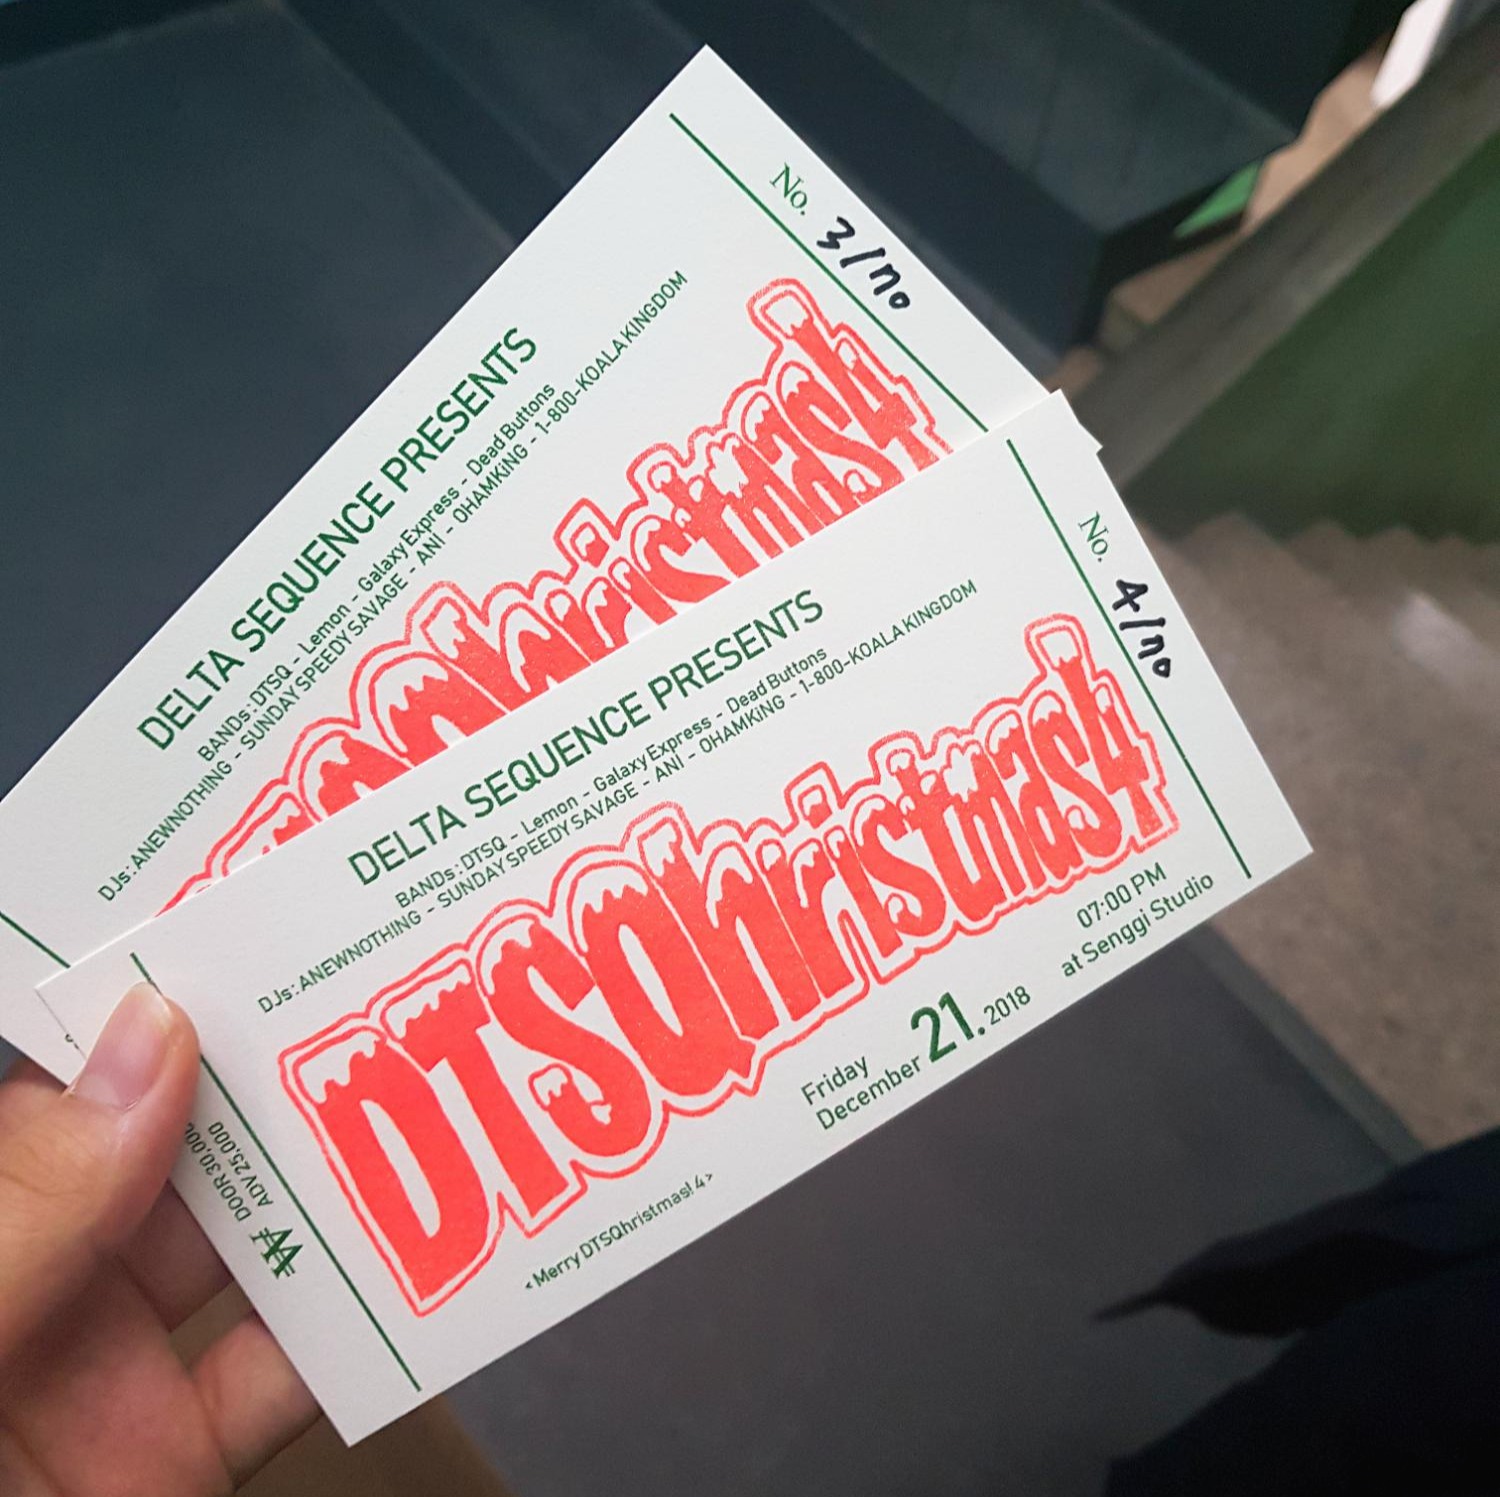 No. 3/70
DELTA SEQUENCE PRESENTS
BANDs : DTSQ - Lemon - Galaxy Express - Dead Buttons
DJs : ANEWNOTHING - SUNDAY SPEEDY SAVAGE - ANI - OHAMKiNG - 1-800-KOALA KINGDOM
No. 4/70
DELTA SEQUENCE PRESENTS
BANDs : DTSQ - Lemon - Galaxy Express - Dead Buttons
DJs : ANEWNOTHING - SUNDAY SPEEDY SAVAGE - ANI - OHAMKiNG - 1-800-KOALA KINGDOM
DTSQhristmas4
07:00 PM
at Senggi Studio
Friday
December 21. 2018
<Merry DTSQhristmas! 4>
₩
ADV 25,000
DOOR 30,000